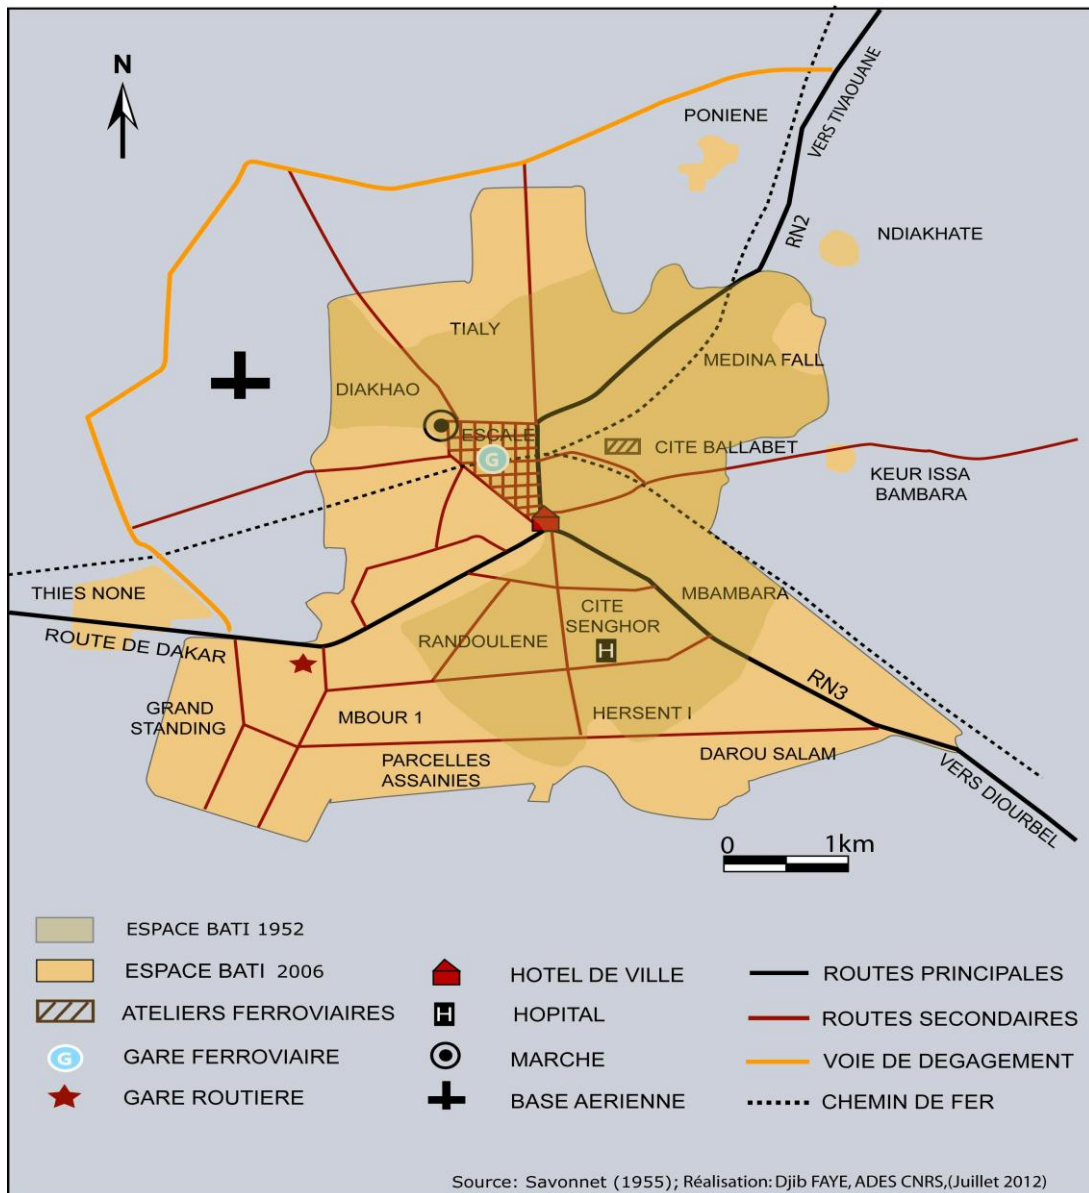 N
PONIENE
VERS TIVAOUANE
RN2
NDIAKHATE
TIALY
MEDINA FALL
DIAKHAO
ESCALE
G
CITE BALLABET
KEUR ISSA
BAMBARA
THIES NONE
ROUTE DE DAKAR
CITE
SENGHOR
MBAMBARA
RANDOULENE
H
RN3
GRAND
STANDING
MBOUR 1
HERSENT I
PARCELLES
ASSAINIES
DAROU SALAM
VERS DIOURBEL
0 1km
ESPACE BATI 1952
ESPACE BATI 2006
ATELIERS FERROVIAIRES
G GARE FERROVIAIRE
GARE ROUTIERE
HOTEL DE VILLE
H HOPITAL
MARCHE
BASE AERIENNE
ROUTES PRINCIPALES
ROUTES SECONDAIRES
VOIE DE DEGAGEMENT
CHEMIN DE FER
Source: Savonnet (1955); Réalisation: Djib FAYE, ADES CNRS,(Juillet 2012)